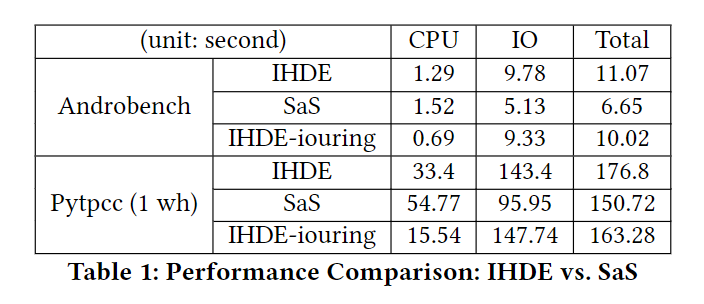 (unit: second) CPU IO Total
Androbench IHDE 1.29 9.78 11.07
SaS 1.52 5.13 6.65
IHDE-iouring 0.69 9.33 10.02
Pytpcc (1 wh) IHDE 33.4 143.4 176.8
SaS 54.77 95.95 150.72
IHDE-iouring 15.54 147.74 163.28
Table 1: Performance Comparison: IHDE vs. SaS